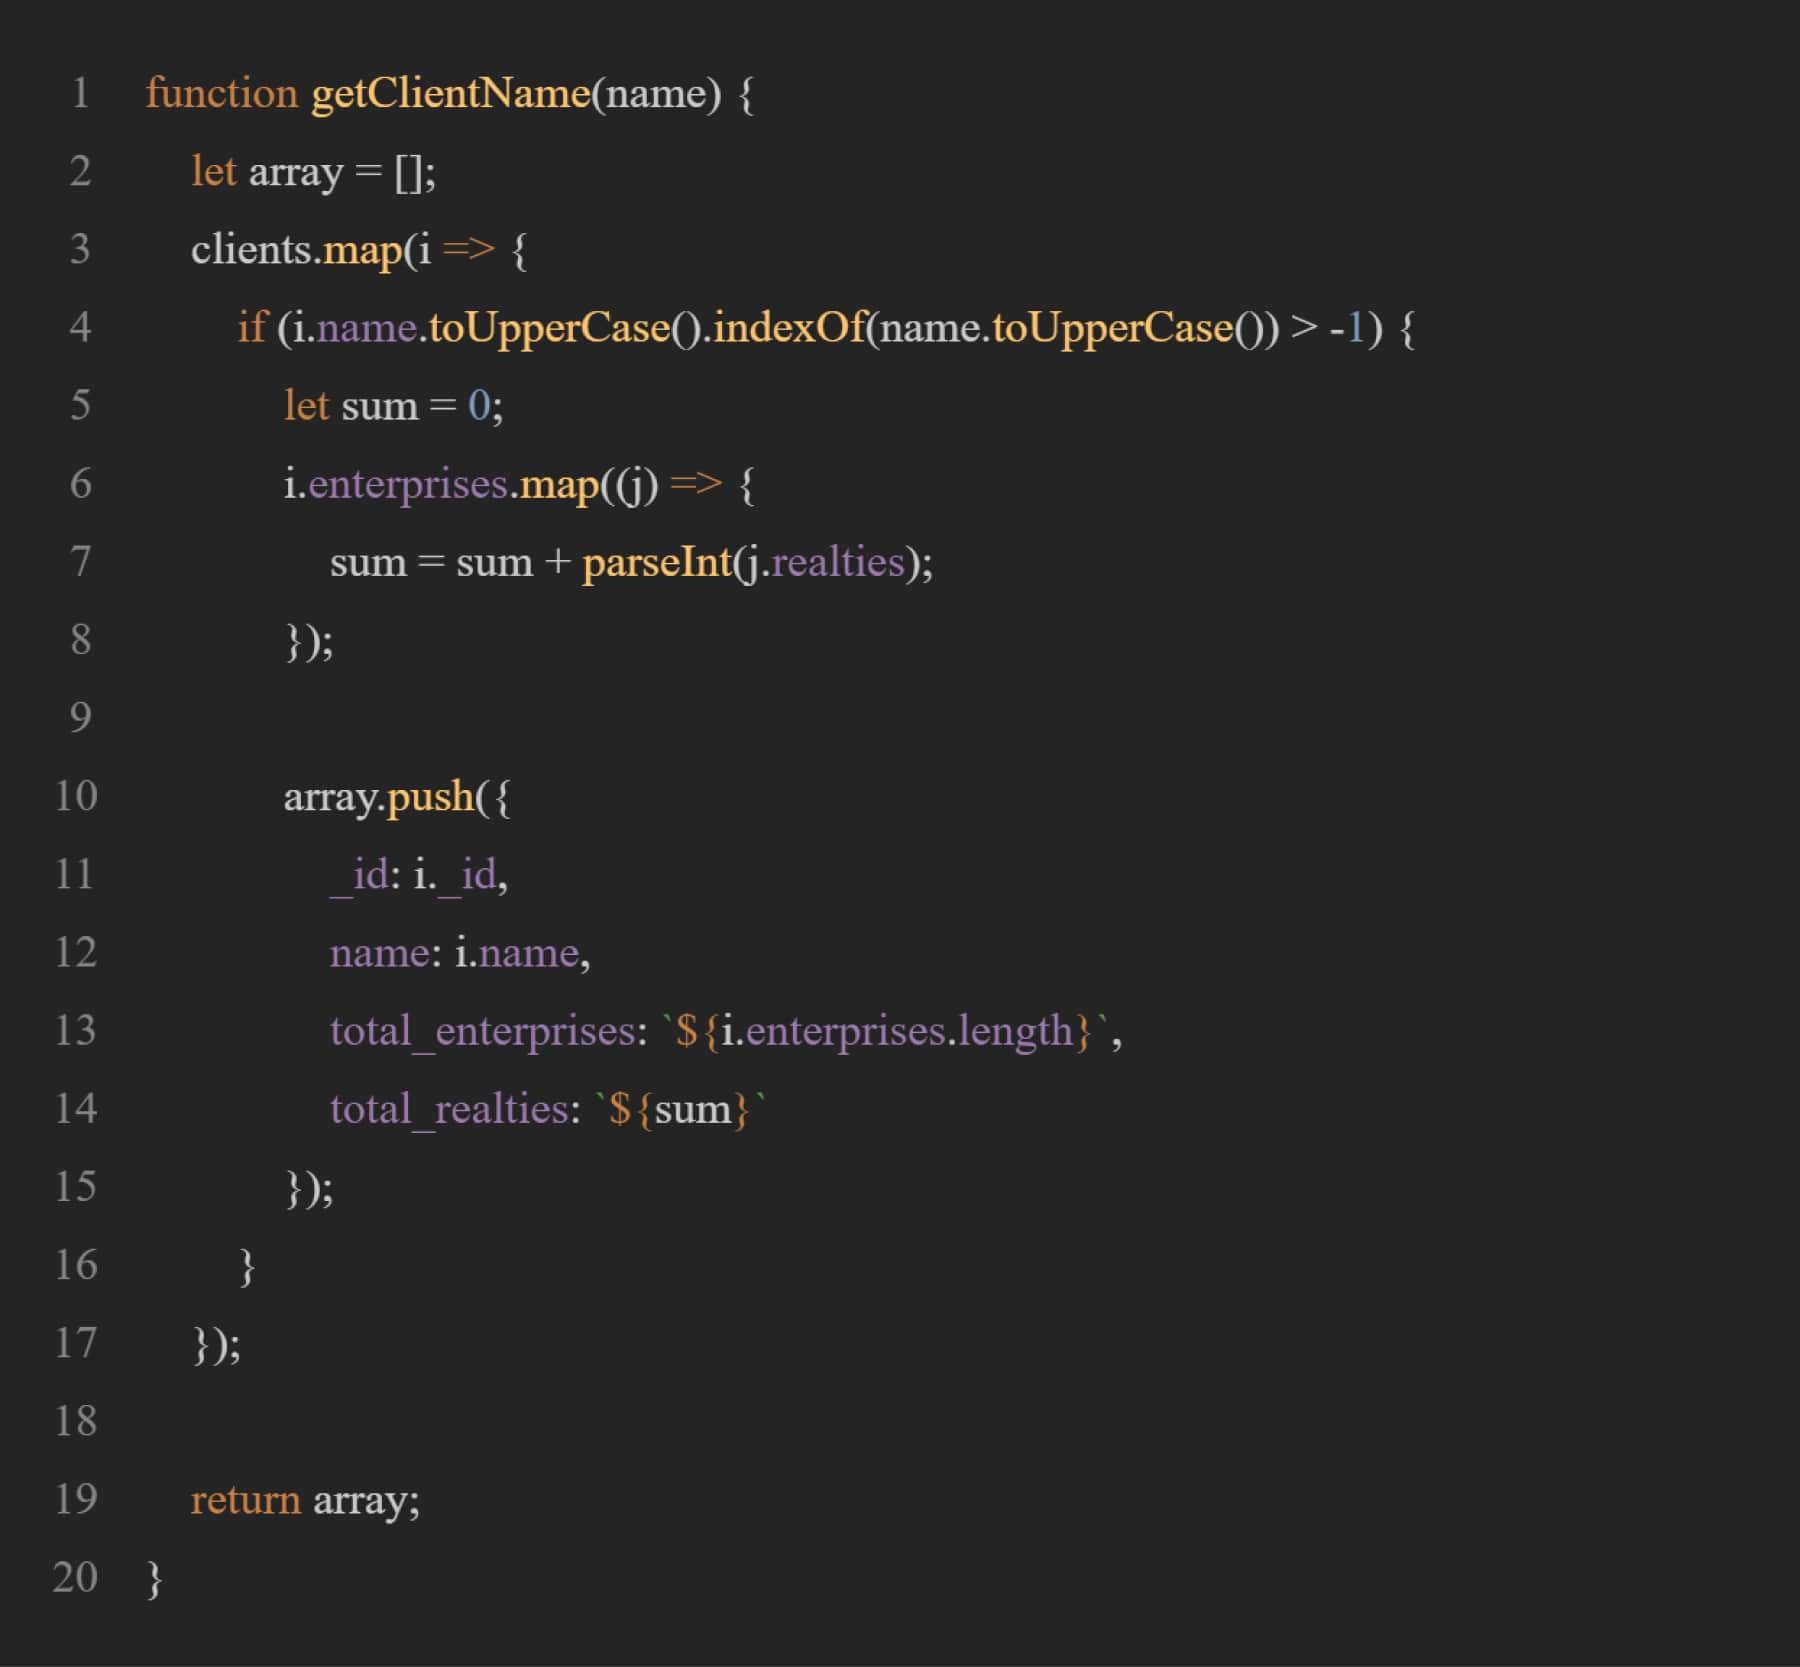 1 function getClientName(name) {
2 let array = [];
3 clients.map(i => {
4 if (i.name.toUpperCase().indexOf(name.toUpperCase()) > -1) {
5 let sum = 0;
6 i.enterprises.map((j) => {
7 sum = sum + parseInt(j.realties);
8 });
9
10 array.push({
11 _id: i._id,
12 name: i.name,
13 total_enterprises: `${i.enterprises.length}`,
14 total_realties: `${sum}`
15 });
16 }
17 });
18
19 return array;
20 }